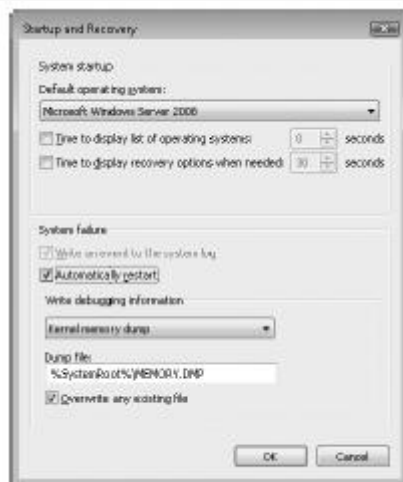 Startup and Recovery
System startup
Default operating system:
Microsoft Windows Server 2008
Time to display list of operating systems: 0 seconds
Time to display recovery options when needed: 30 seconds
System failure
Write an event to the system log
Automatically restart
Write debugging information
Kernel memory dump
Dump file:
%SystemRoot%\MEMORY.DMP
Overwrite any existing file
OK Cancel